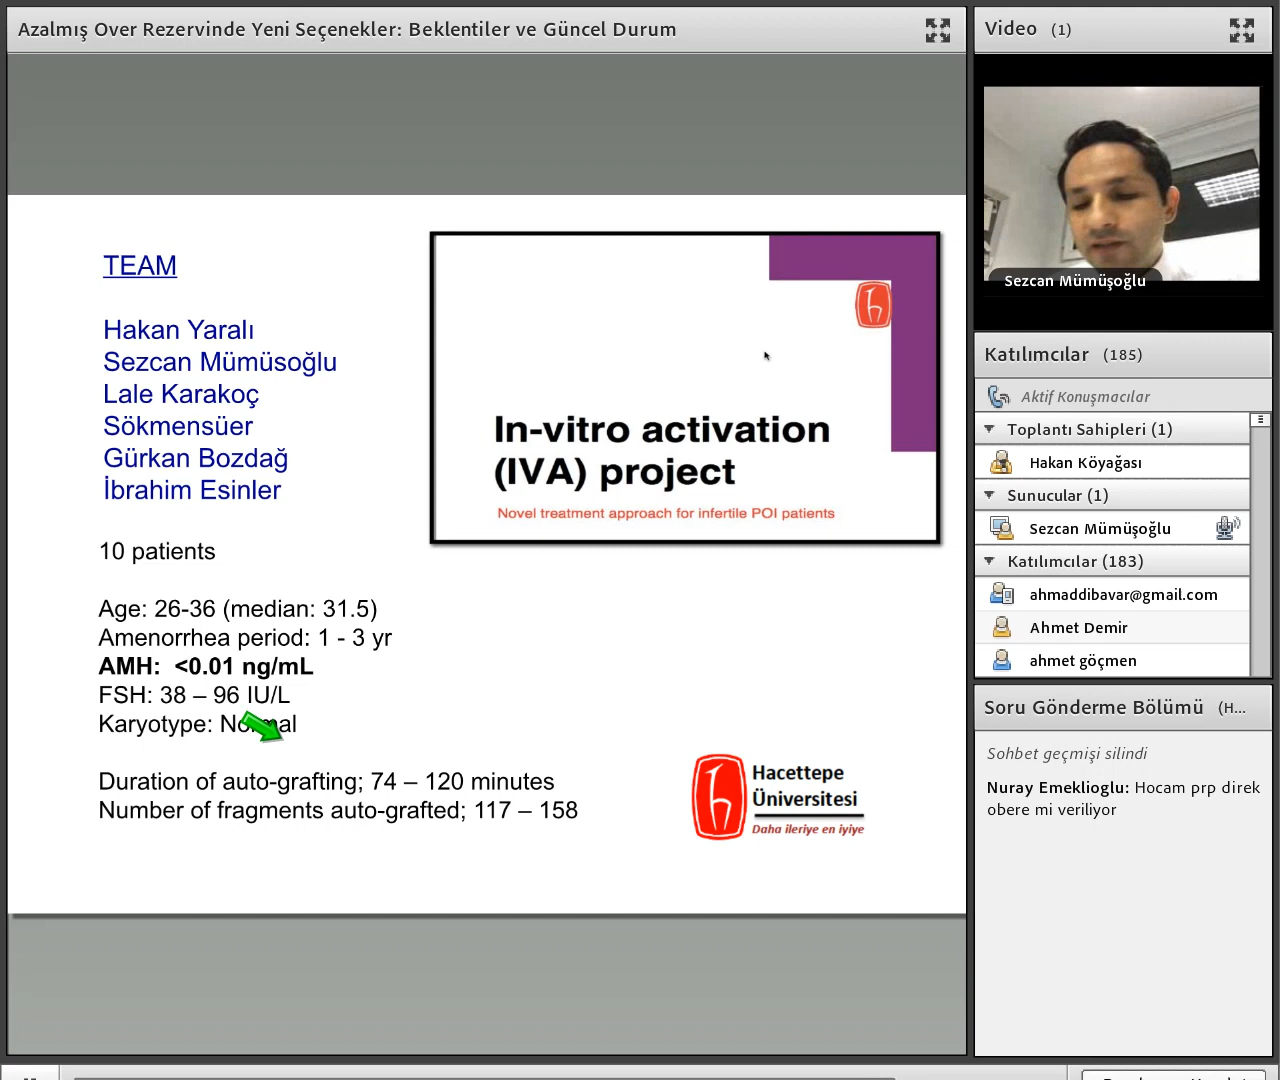 Azalmış Over Rezervinde Yeni Seçenekler: Beklentiler ve Güncel Durum
TEAM
Hakan Yaralı
Sezcan Mümüsoğlu
Lale Karakoç
Sökmensüer
Gürkan Bozdağ
İbrahim Esinler
10 patients
Age: 26-36 (median: 31.5)
Amenorrhea period: 1 - 3 yr
AMH: <0.01 ng/mL
FSH: 38 – 96 IU/L
Karyotype: Normal
Duration of auto-grafting; 74 – 120 minutes
Number of fragments auto-grafted; 117 – 158
In-vitro activation
(IVA) project
Novel treatment approach for infertile POI patients
Hacettepe
Üniversitesi
Daha ileriye en iyiye
Video (1)
Sezcan Mümüşoğlu
Katılımcılar (185)
Aktif Konuşmacılar
Toplantı Sahipleri (1)
Hakan Köyağası
Sunucular (1)
Sezcan Mümüşoğlu
Katılımcılar (183)
ahmaddibavar@gmail.com
Ahmet Demir
ahmet göçmen
Soru Gönderme Bölümü (H...
Sohbet geçmişi silindi
Nuray Emeklioglu: Hocam prp direk
obere mi veriliyor